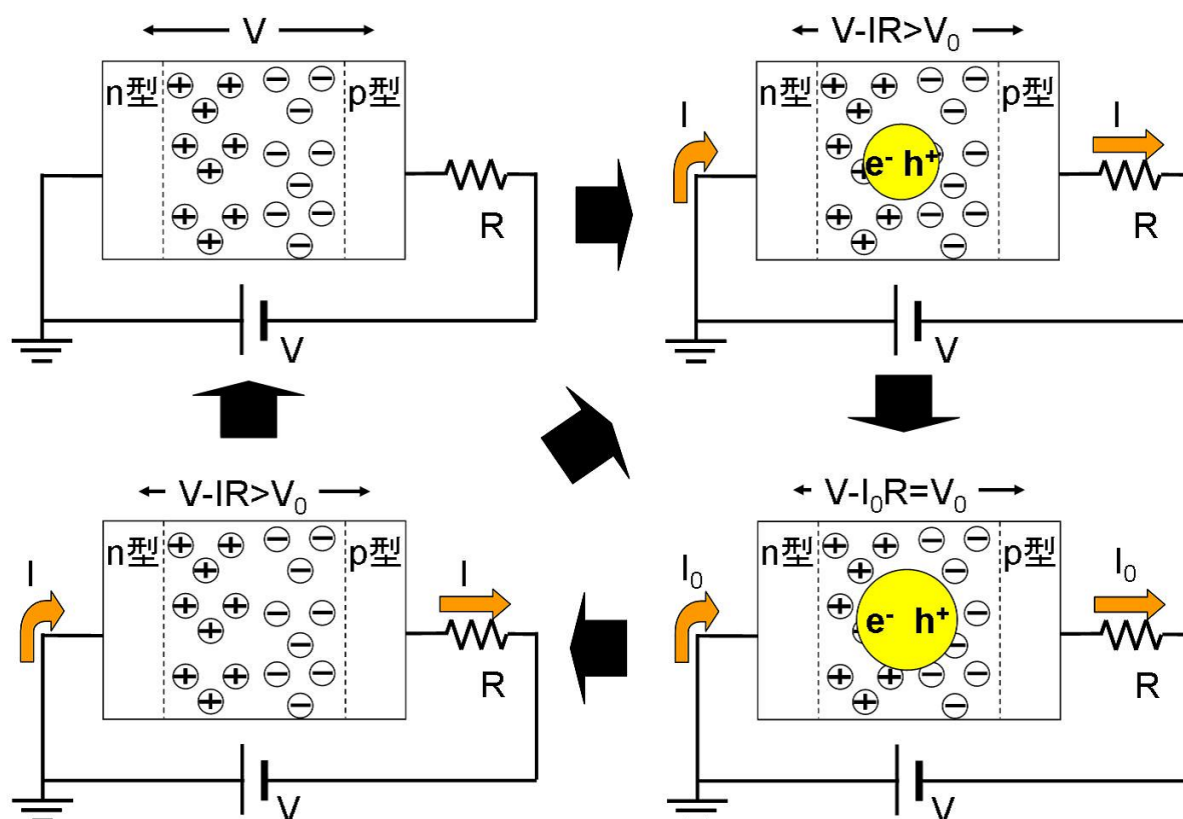 V
n型
p型
R
V
V-IR>V₀
I
n型
e⁻ h⁺
p型
I
R
V
V-IR>V₀
I
n型
p型
I
R
V
V-I₀R=V₀
I₀
n型
e⁻ h⁺
p型
I₀
R
V